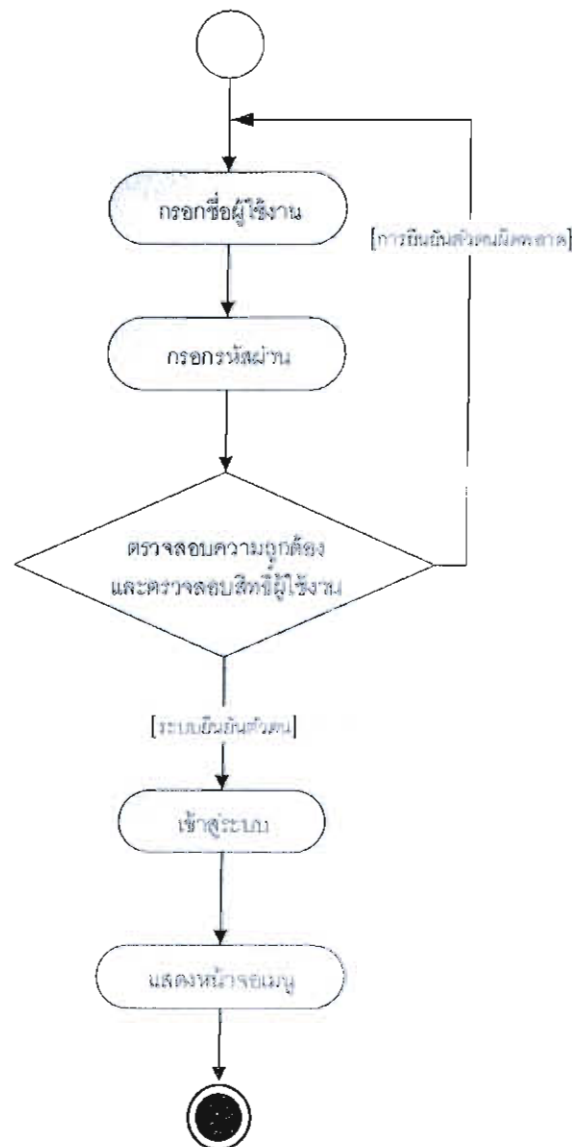 กรอกชื่อผู้ใช้งาน
[การยืนยันตัวตนผิดพลาด]
กรอกรหัสผ่าน
ตรวจสอบความถูกต้อง
และตรวจสอบสิทธิ์ผู้ใช้งาน
[ระบบยืนยันตัวตน]
เข้าสู่ระบบ
แสดงหน้าจอเมนู